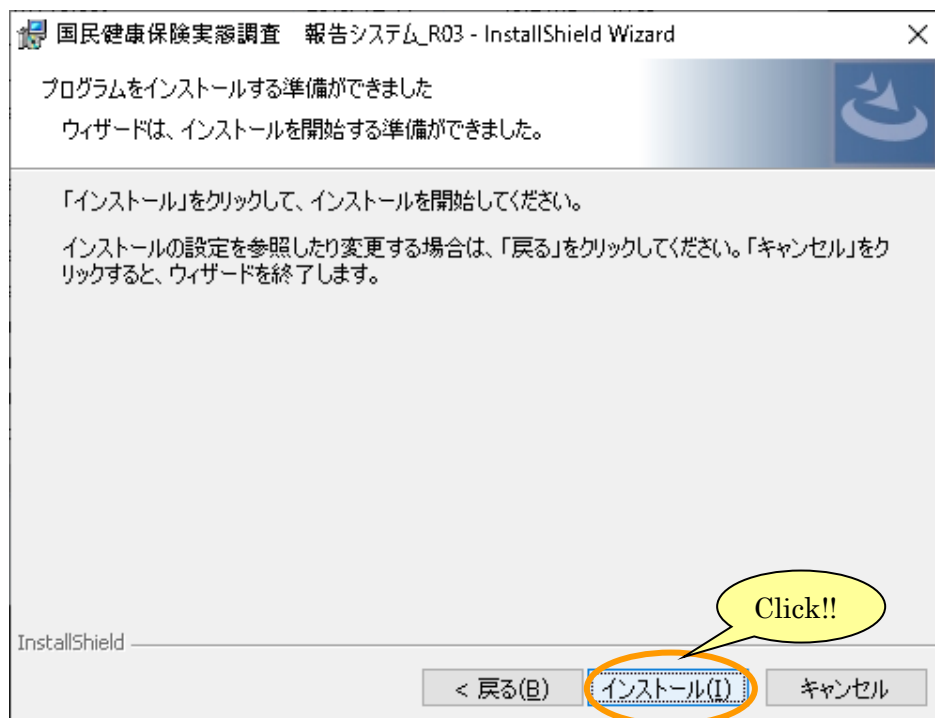 国民健康保険実態調査　報告システム_R03 - InstallShield Wizard
プログラムをインストールする準備ができました
ウィザードは、インストールを開始する準備ができました。
「インストール」をクリックして、インストールを開始してください。
インストールの設定を参照したり変更する場合は、「戻る」をクリックしてください。「キャンセル」をク
リックすると、ウィザードを終了します。
Click!!
InstallShield
< 戻る(B) インストール(I) キャンセル